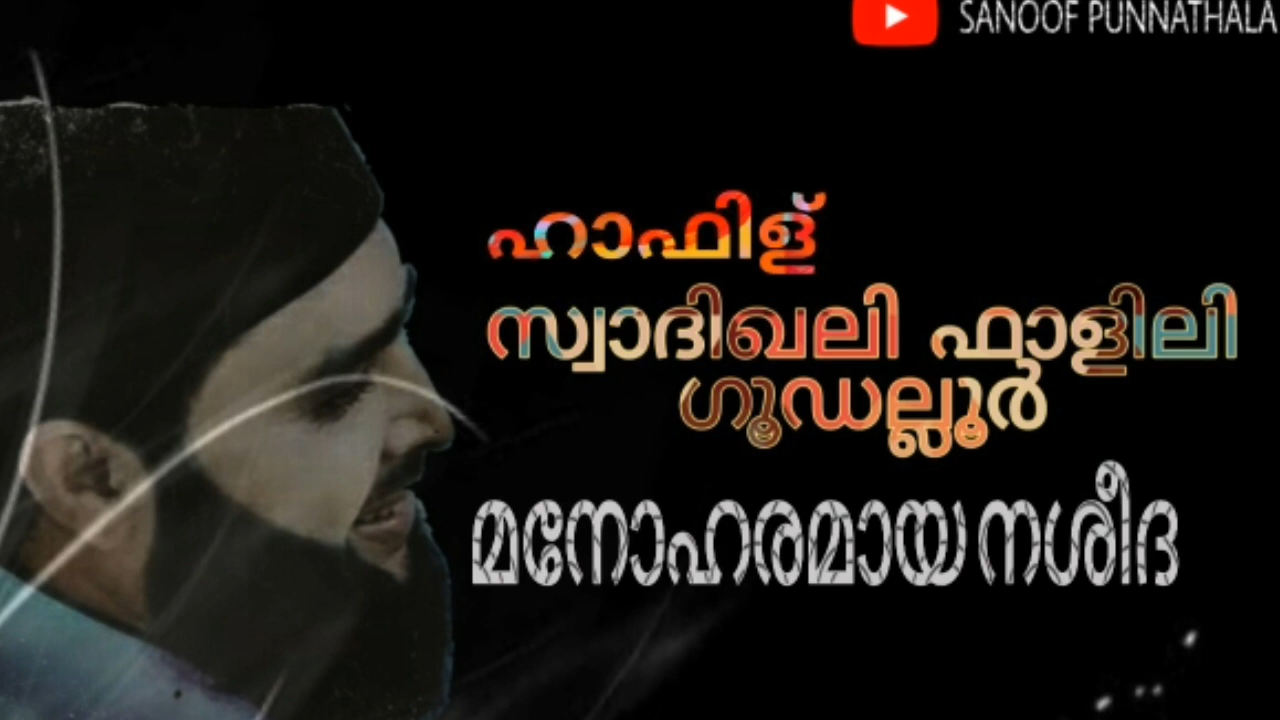 SANOOF PUNNATHALA
ഹാഫിള്
സ്വാദിഖലി ഫാളിലി
ഗൂഡല്ലൂർ
മനോഹരമായ നശീദ